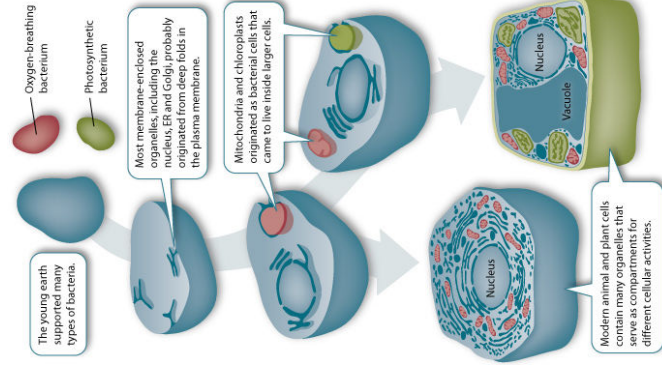 The young earth
supported many
types of bacteria.
Oxygen-breathing
bacterium
Photosynthetic
bacterium
Most membrane-enclosed
organelles, including the
nucleus, ER and Golgi, probably
originated from deep folds in
the plasma membrane.
Mitochondria and chloroplasts
originated as bacterial cells that
came to live inside larger cells.
Nucleus
Nucleus
Vacuole
Modern animal and plant cells
contain many organelles that
serve as compartments for
different cellular activities.